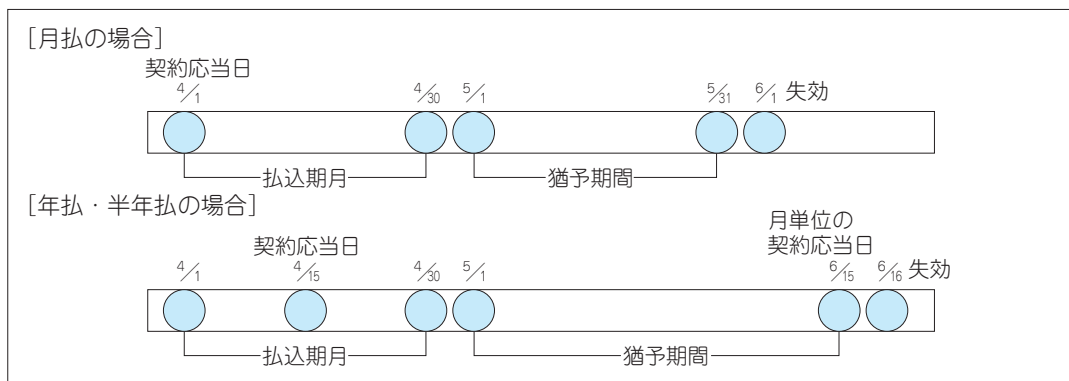 [月払の場合]
契約応当日
4/1 4/30 5/1 5/31 6/1 失効
払込期月 猶予期間
[年払・半年払の場合]
月単位の
契約応当日 契約応当日
4/1 4/15 4/30 5/1 6/15 6/16 失効
払込期月 猶予期間